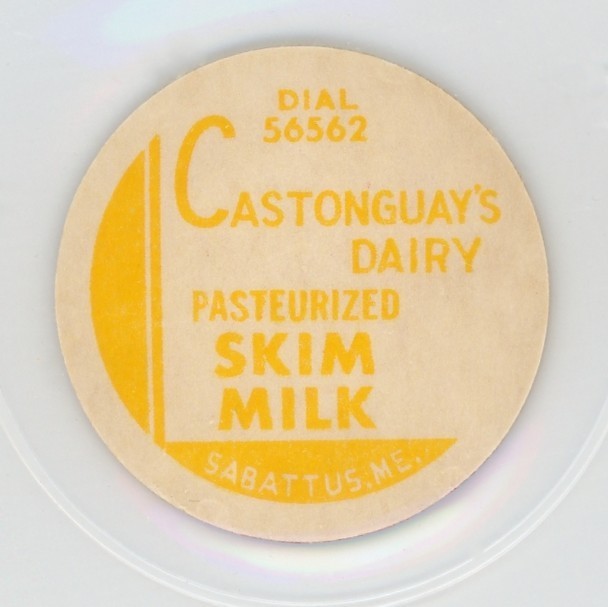 DIAL
56562
CASTONGUAY'S
DAIRY
PASTEURIZED
SKIM
MILK
SABATTUS, ME.